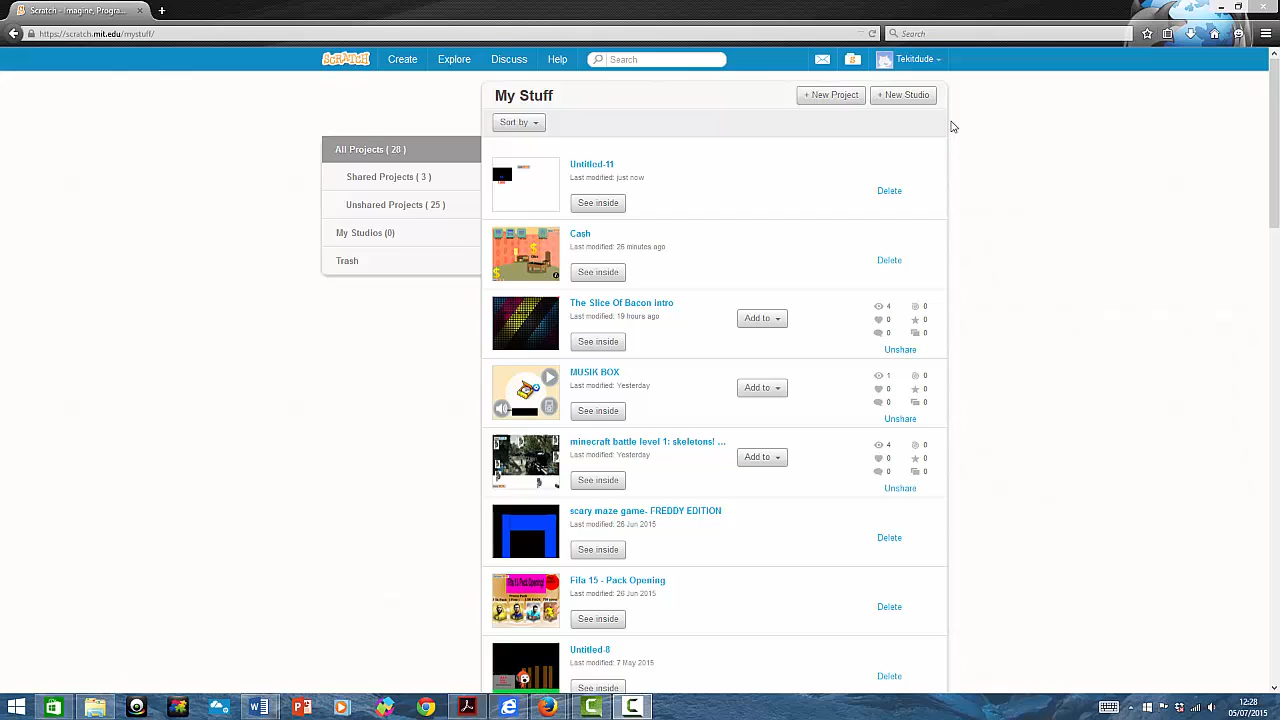 Scratch - Imagine, Progra...
https://scratch.mit.edu/mystuff/
Search
SCRATCH Create Explore Discuss Help Search Tekitdude
My Stuff + New Project + New Studio
Sort by
All Projects ( 28 )
Shared Projects ( 3 )
Unshared Projects ( 25 )
My Studios (0)
Trash
Untitled-11
Last modified: just now
See inside
Delete
Cash
Last modified: 26 minutes ago
See inside
Delete
The Slice Of Bacon intro
Last modified: 19 hours ago
See inside
Add to
4 0
0 0
0 0
Unshare
MUSIK BOX
Last modified: Yesterday
See inside
Add to
1 0
0 0
0 0
Unshare
minecraft battle level 1: skeletons! ...
Last modified: Yesterday
See inside
Add to
4 0
0 0
0 0
Unshare
scary maze game- FREDDY EDITION
Last modified: 26 Jun 2015
See inside
Delete
Fifa 15 - Pack Opening
Last modified: 26 Jun 2015
See inside
Delete
Untitled-8
Last modified: 7 May 2015
See inside
Delete
12:28
05/07/2015